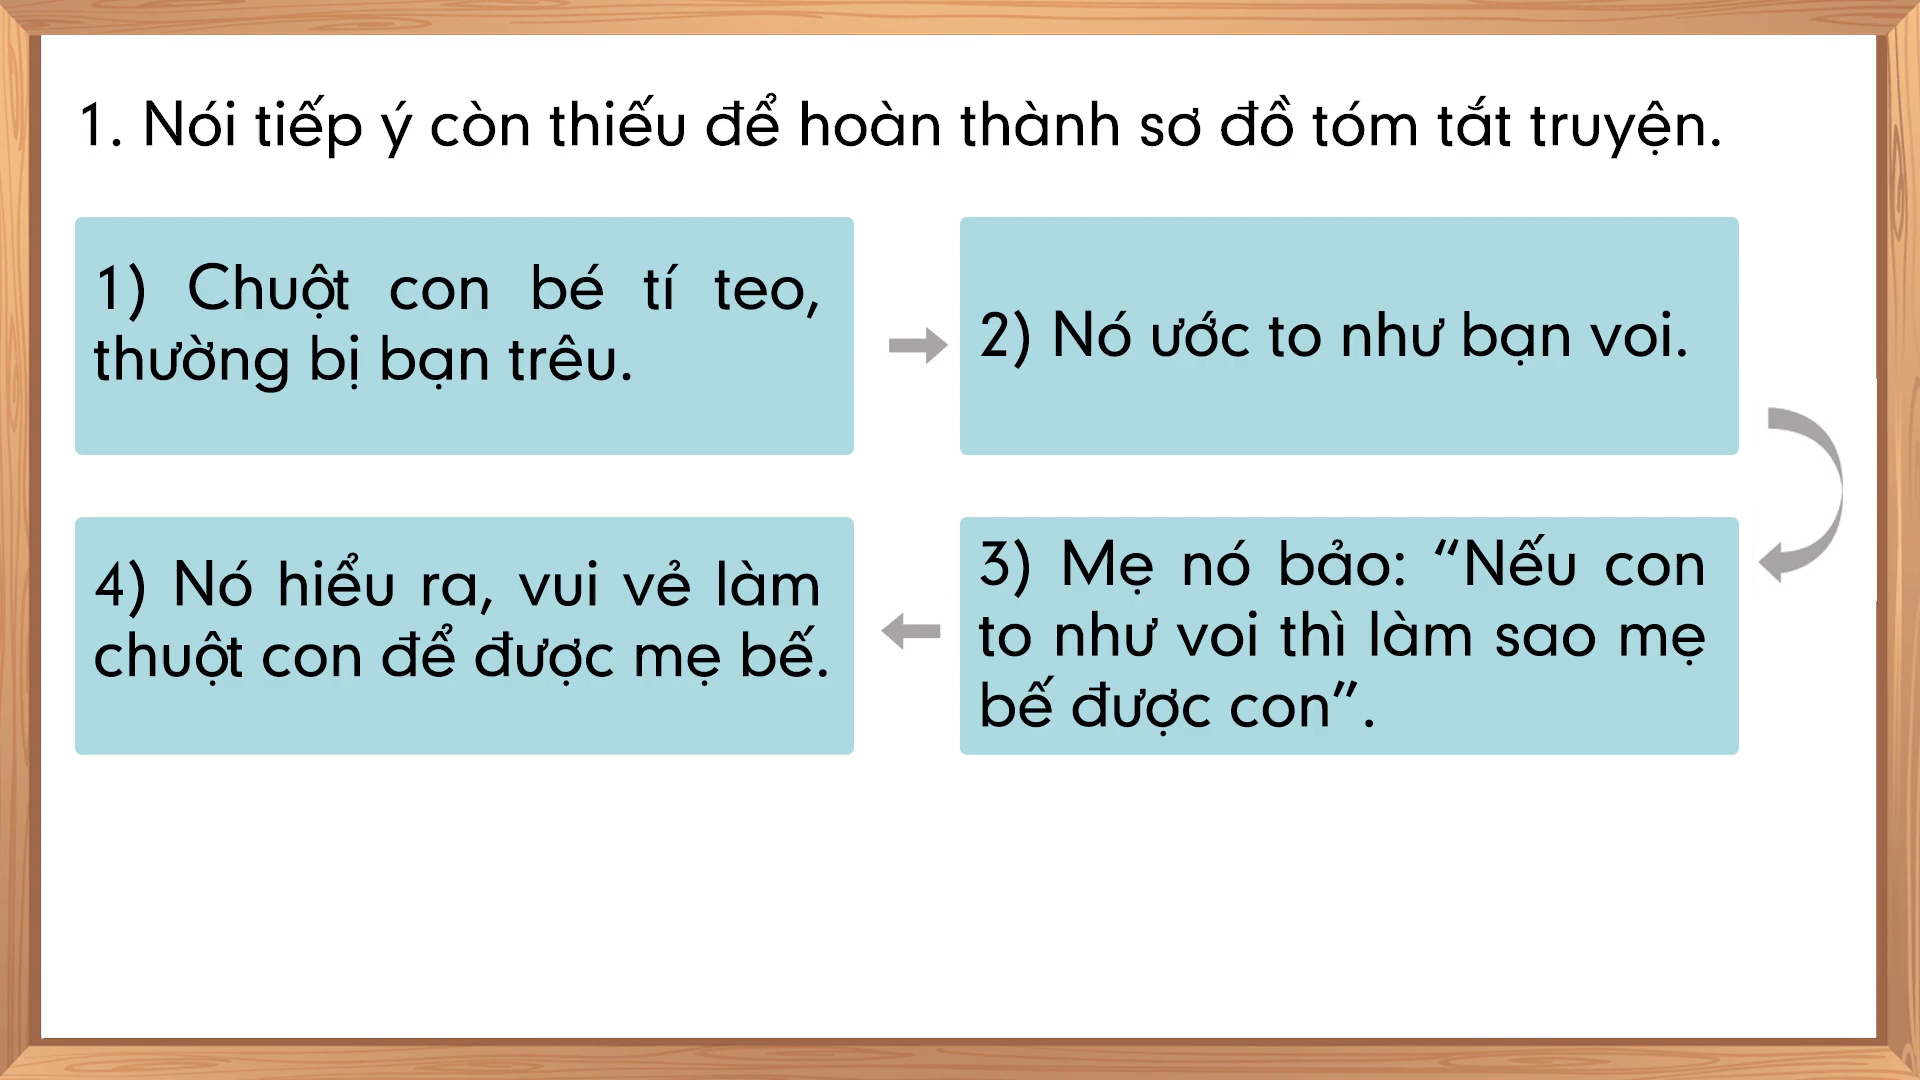 1. Nói tiếp ý còn thiếu để hoàn thành sơ đồ tóm tắt truyện.
1) Chuột con bé tí teo,
thường bị bạn trêu.
2) Nó ước to như bạn voi.
3) Mẹ nó bảo: “Nếu con
to như voi thì làm sao mẹ
bế được con”.
4) Nó hiểu ra, vui vẻ làm
chuột con để được mẹ bế.